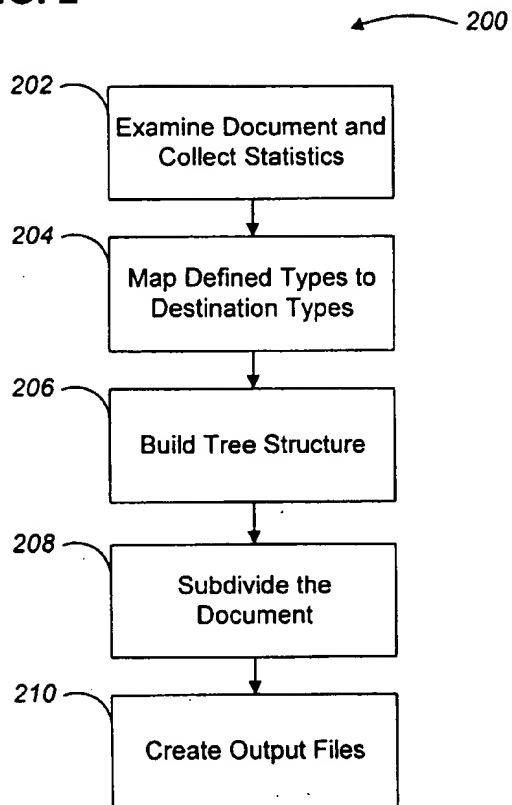 200
202
Examine Document and
Collect Statistics
204
Map Defined Types to
Destination Types
206
Build Tree Structure
208
Subdivide the
Document
210
Create Output Files